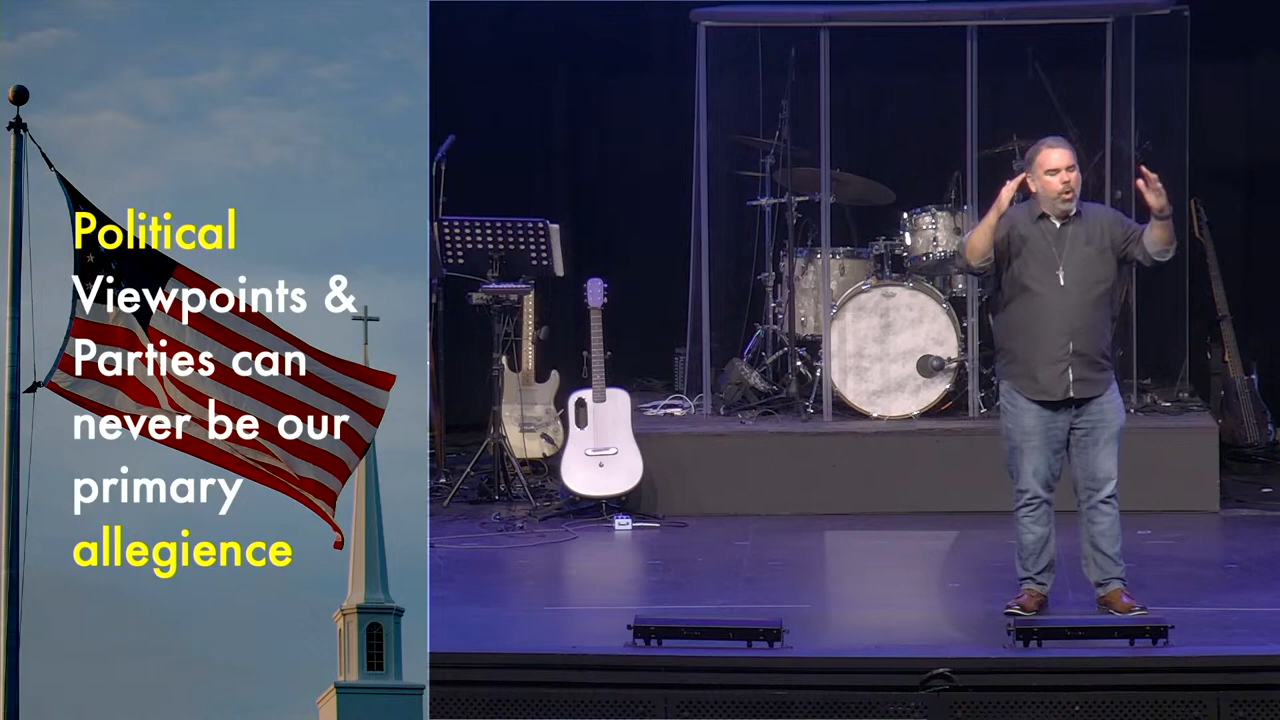 Political
Viewpoints &
Parties can
never be our
primary
allegience